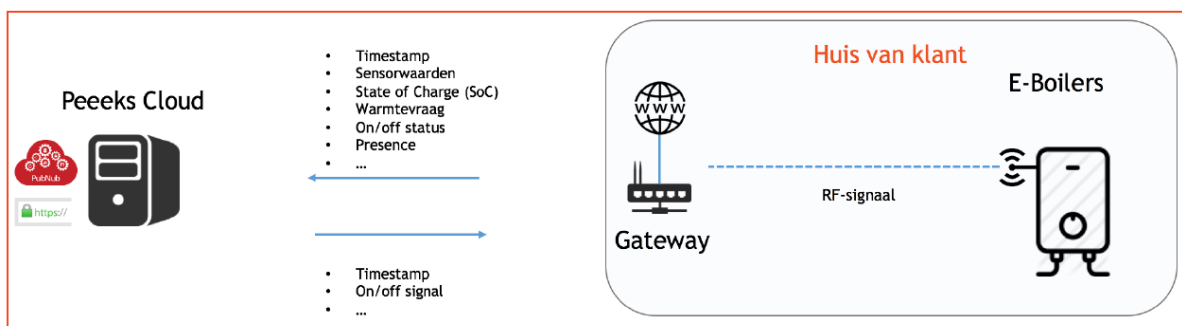 Peeeks Cloud
PubNub
https://
• Timestamp
• Sensorwaarden
• State of Charge (SoC)
• Warmtevraag
• On/off status
• Presence
• ...
• Timestamp
• On/off signal
• ...
Huis van klant
WWW
Gateway
RF-signaal
E-Boilers